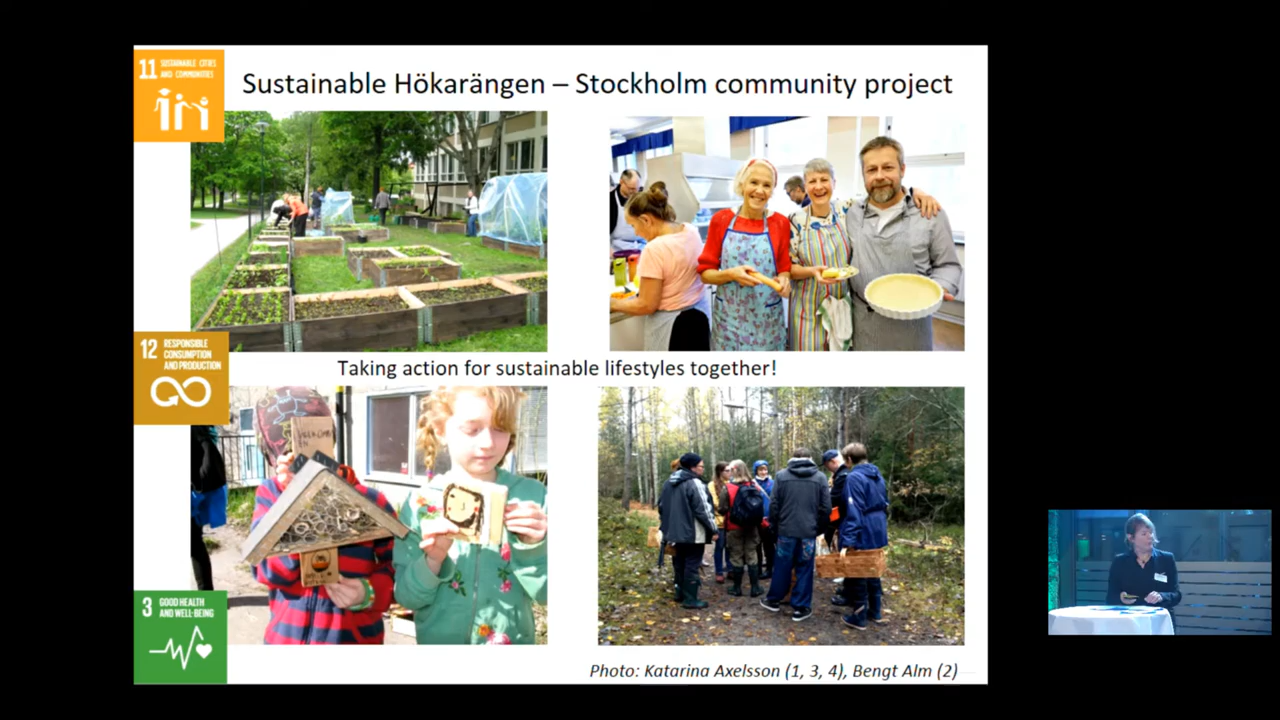 11 SUSTAINABLE CITIES
AND COMMUNITIES
Sustainable Hökarängen – Stockholm community project
12 RESPONSIBLE
CONSUMPTION
AND PRODUCTION
Taking action for sustainable lifestyles together!
3 GOOD HEALTH
AND WELL-BEING
Photo: Katarina Axelsson (1, 3, 4), Bengt Alm (2)